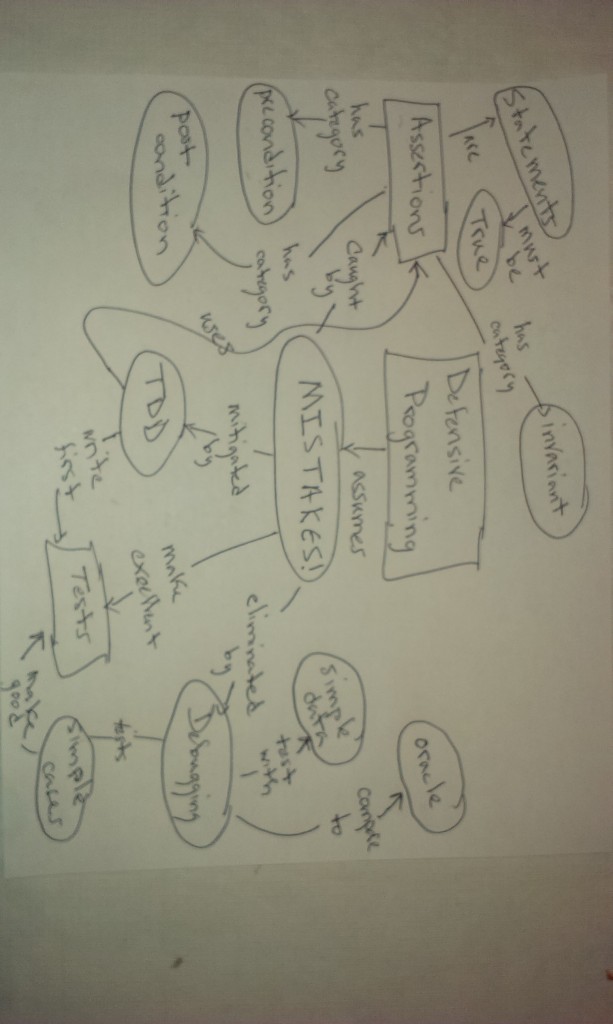 Statements
are
must
be
True
Assertions
has
category
precondition
has
category
post
condition
has
category
invariant
caught
by
Defensive
Programming
assumes
MISTAKES!
mitigated
by
TDD
uses
write
first
Tests
make
excellent
eliminated
by
Debugging
simple
data
test
with
oracle
compare
to
tests
simple
cases
make
good